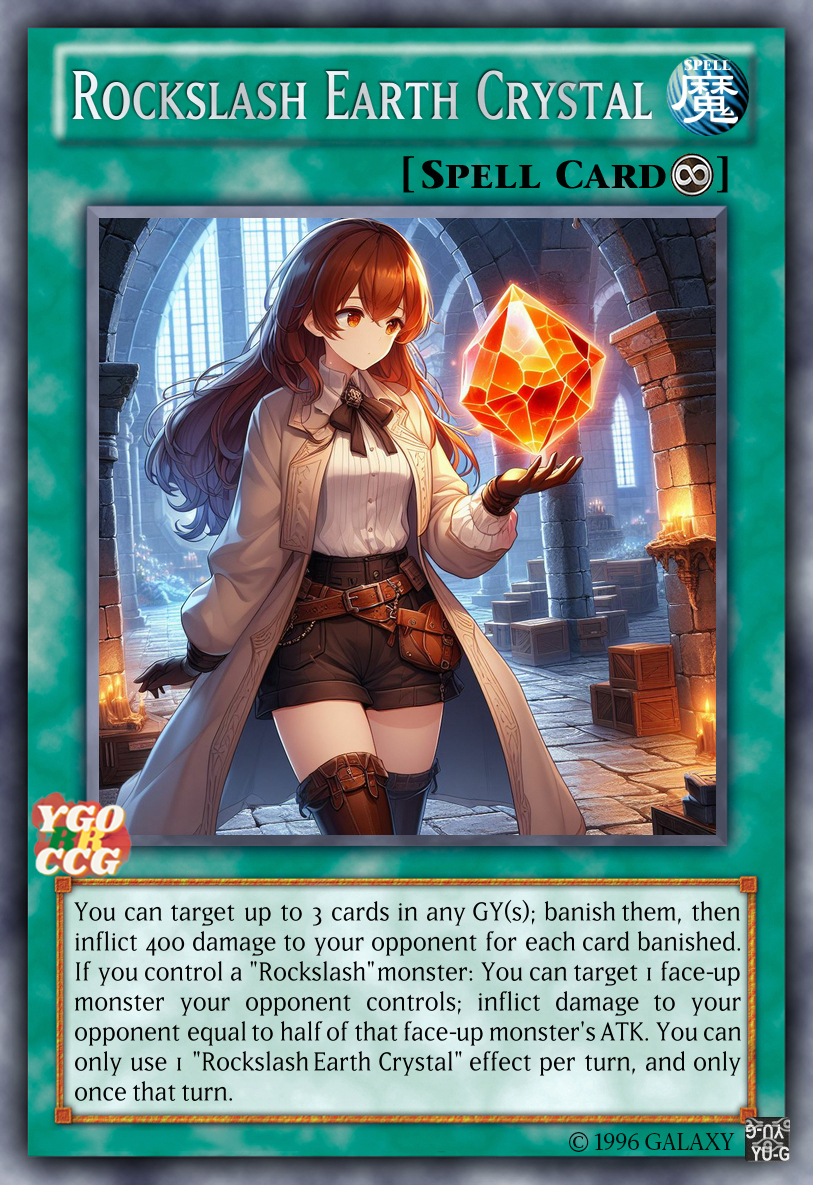 Rockslash Earth Crystal
SPELL
魔
[Spell Card∞]
YGO
BR
CCG
You can target up to 3 cards in any GY(s); banish them, then
inflict 400 damage to your opponent for each card banished.
If you control a "Rockslash" monster: You can target 1 face-up
monster your opponent controls; inflict damage to your
opponent equal to half of that face-up monster's ATK. You can
only use 1 "Rockslash Earth Crystal" effect per turn, and only
once that turn.
© 1996 GALAXY
YU-G